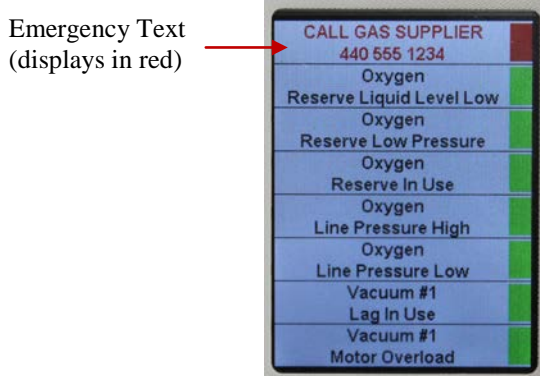 Emergency Text
(displays in red)
CALL GAS SUPPLIER
440 555 1234
Oxygen
Reserve Liquid Level Low
Oxygen
Reserve Low Pressure
Oxygen
Reserve In Use
Oxygen
Line Pressure High
Oxygen
Line Pressure Low
Vacuum #1
Lag In Use
Vacuum #1
Motor Overload